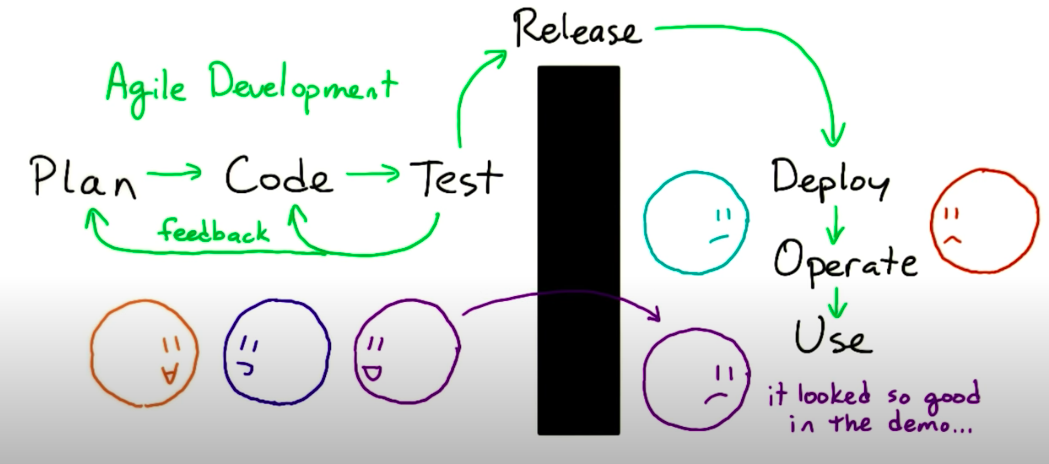 Release
Agile Development
Plan → Code → Test
feedback
Deploy
Operate
Use
it looked so good
in the demo...